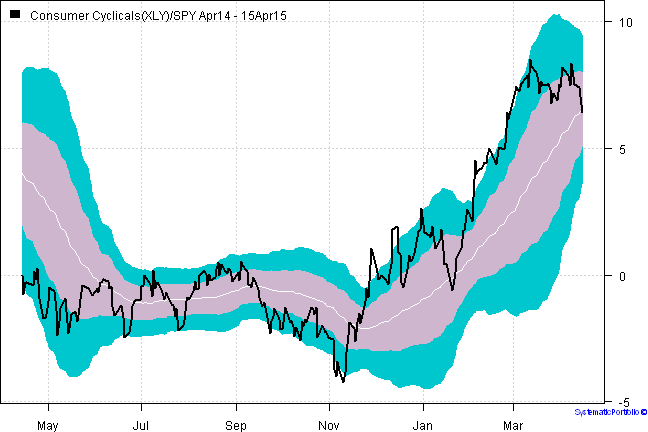 Consumer Cyclicals(XLY)/SPY Apr14 - 15Apr15
10
5
0
-5
May Jul Sep Nov Jan Mar
SystematicPortfolio ©